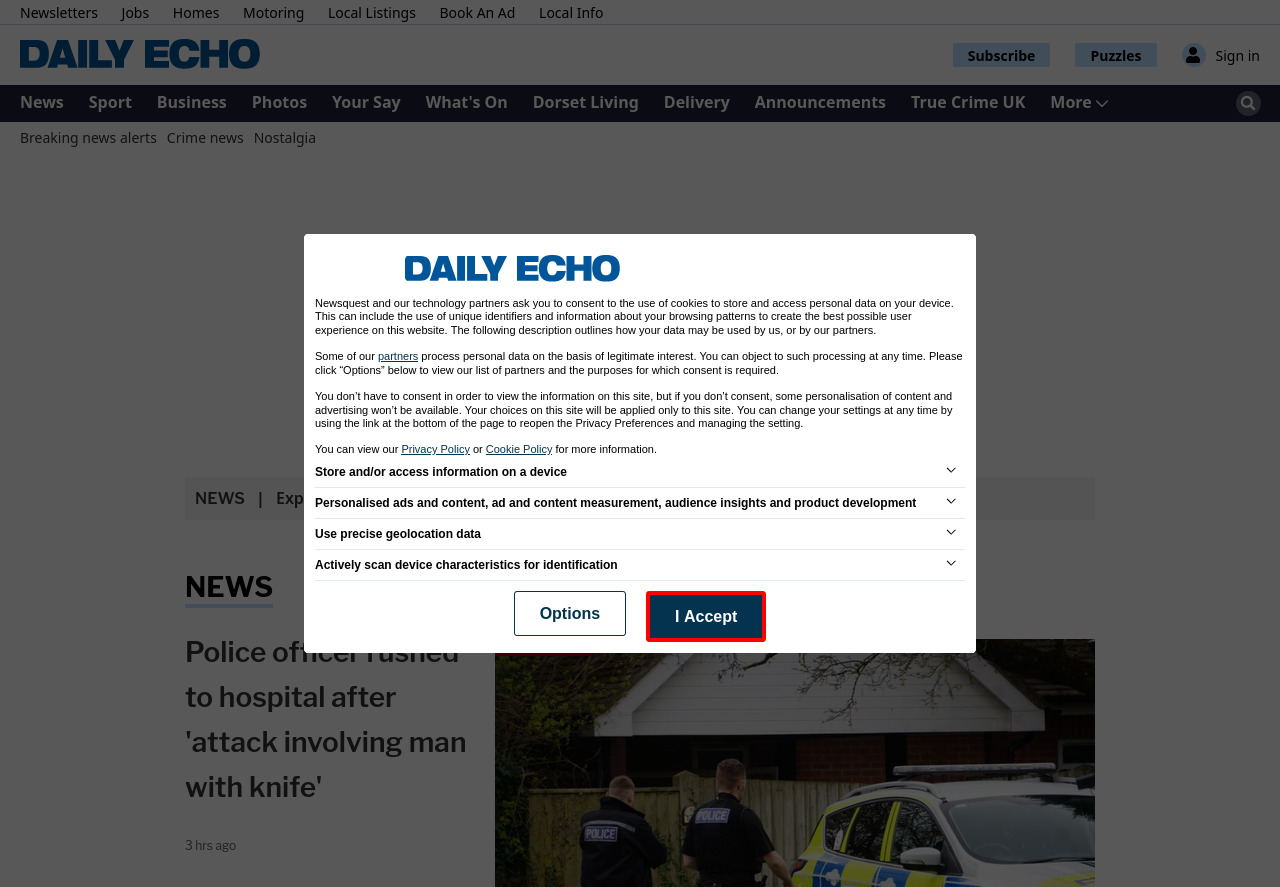 Newsletters Jobs Homes Motoring Local Listings Book An Ad Local Info
DAILY ECHO
Subscribe Puzzles Sign in
News Sport Business Photos Your Say What's On Dorset Living Delivery Announcements True Crime UK More
Breaking news alerts Crime news Nostalgia
DAILY ECHO
Newsquest and our technology partners ask you to consent to the use of cookies to store and access personal data on your device.
This can include the use of unique identifiers and information about your browsing patterns to create the best possible user
experience on this website. The following description outlines how your data may be used by us, or by our partners.
Some of our partners process personal data on the basis of legitimate interest. You can object to such processing at any time. Please
click “Options” below to view our list of partners and the purposes for which consent is required.
You don’t have to consent in order to view the information on this site, but if you don’t consent, some personalisation of content and
advertising won’t be available. Your choices on this site will be applied only to this site. You can change your settings at any time by
using the link at the bottom of the page to reopen the Privacy Preferences and managing the setting.
You can view our Privacy Policy or Cookie Policy for more information.
Store and/or access information on a device
Personalised ads and content, ad and content measurement, audience insights and product development
Use precise geolocation data
Actively scan device characteristics for identification
Options I Accept
NEWS | Exp
NEWS
Police officer rushed
to hospital after
'attack involving man
with knife'
3 hrs ago
POLICE POLICE